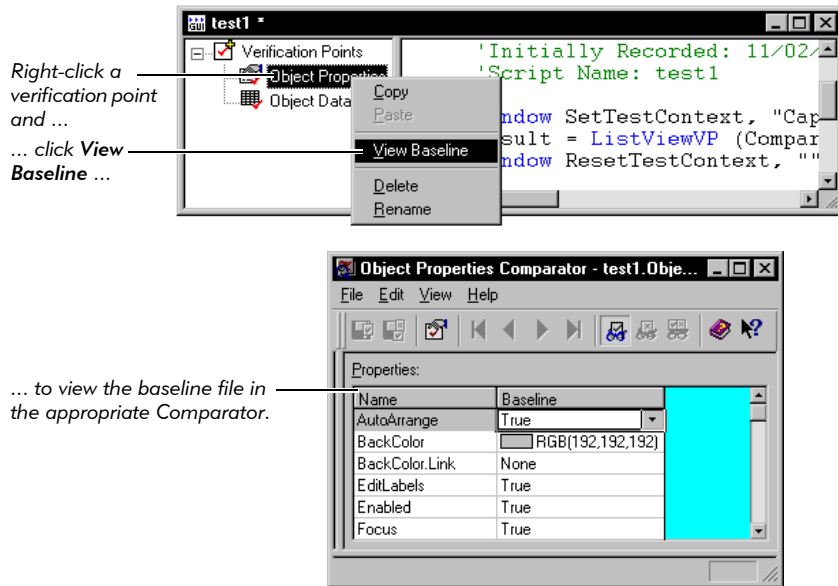 test1 *
Verification Points
Object Properties
Object Data
'Initially Recorded: 11/02/
'Script Name: test1
ndow SetTestContext, "Cap
sult = ListViewVP (Compar
ndow ResetTestContext, ""
Copy
Paste
View Baseline
Delete
Rename
Right-click a
verification point
and ...
... click View
Baseline ...
Object Properties Comparator - test1.Obje...
File Edit View Help
Properties:
Name Baseline
AutoArrange True
BackColor RGB(192,192,192)
BackColor.Link None
EditLabels True
Enabled True
Focus True
... to view the baseline file in
the appropriate Comparator.